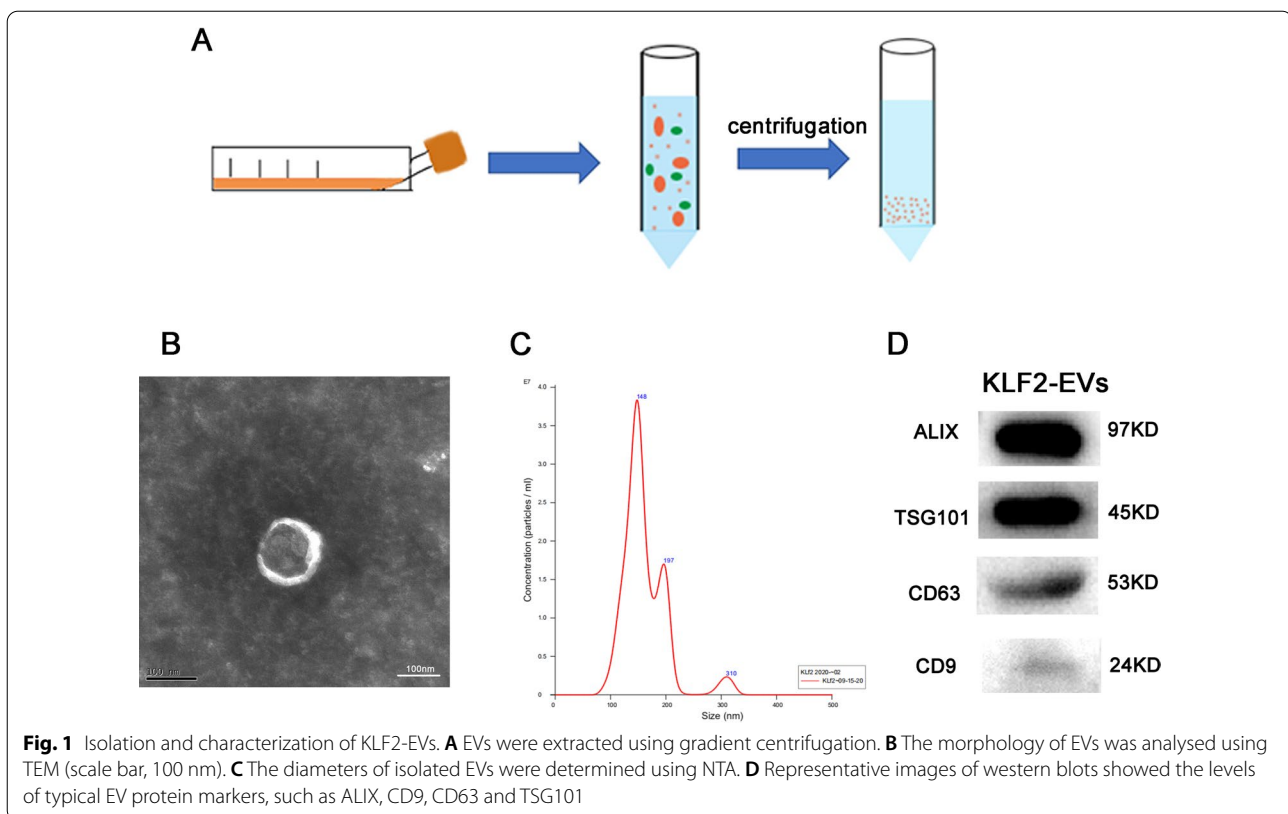 A
centrifugation
B
100 nm
100nm
C
E7
4.0
3.5
3.0
2.5
2.0
1.5
1.0
0.5
0
Concentration (particles / ml)
148
197
310
0 100 200 300 400 500
Size (nm)
KLf2-09-15-20
D
KLF2-EVs
ALIX 97KD
TSG101 45KD
CD63 53KD
CD9 24KD
Fig. 1 Isolation and characterization of KLF2-EVs. A EVs were extracted using gradient centrifugation. B The morphology of EVs was analysed using
TEM (scale bar, 100 nm). C The diameters of isolated EVs were determined using NTA. D Representative images of western blots showed the levels
of typical EV protein markers, such as ALIX, CD9, CD63 and TSG101